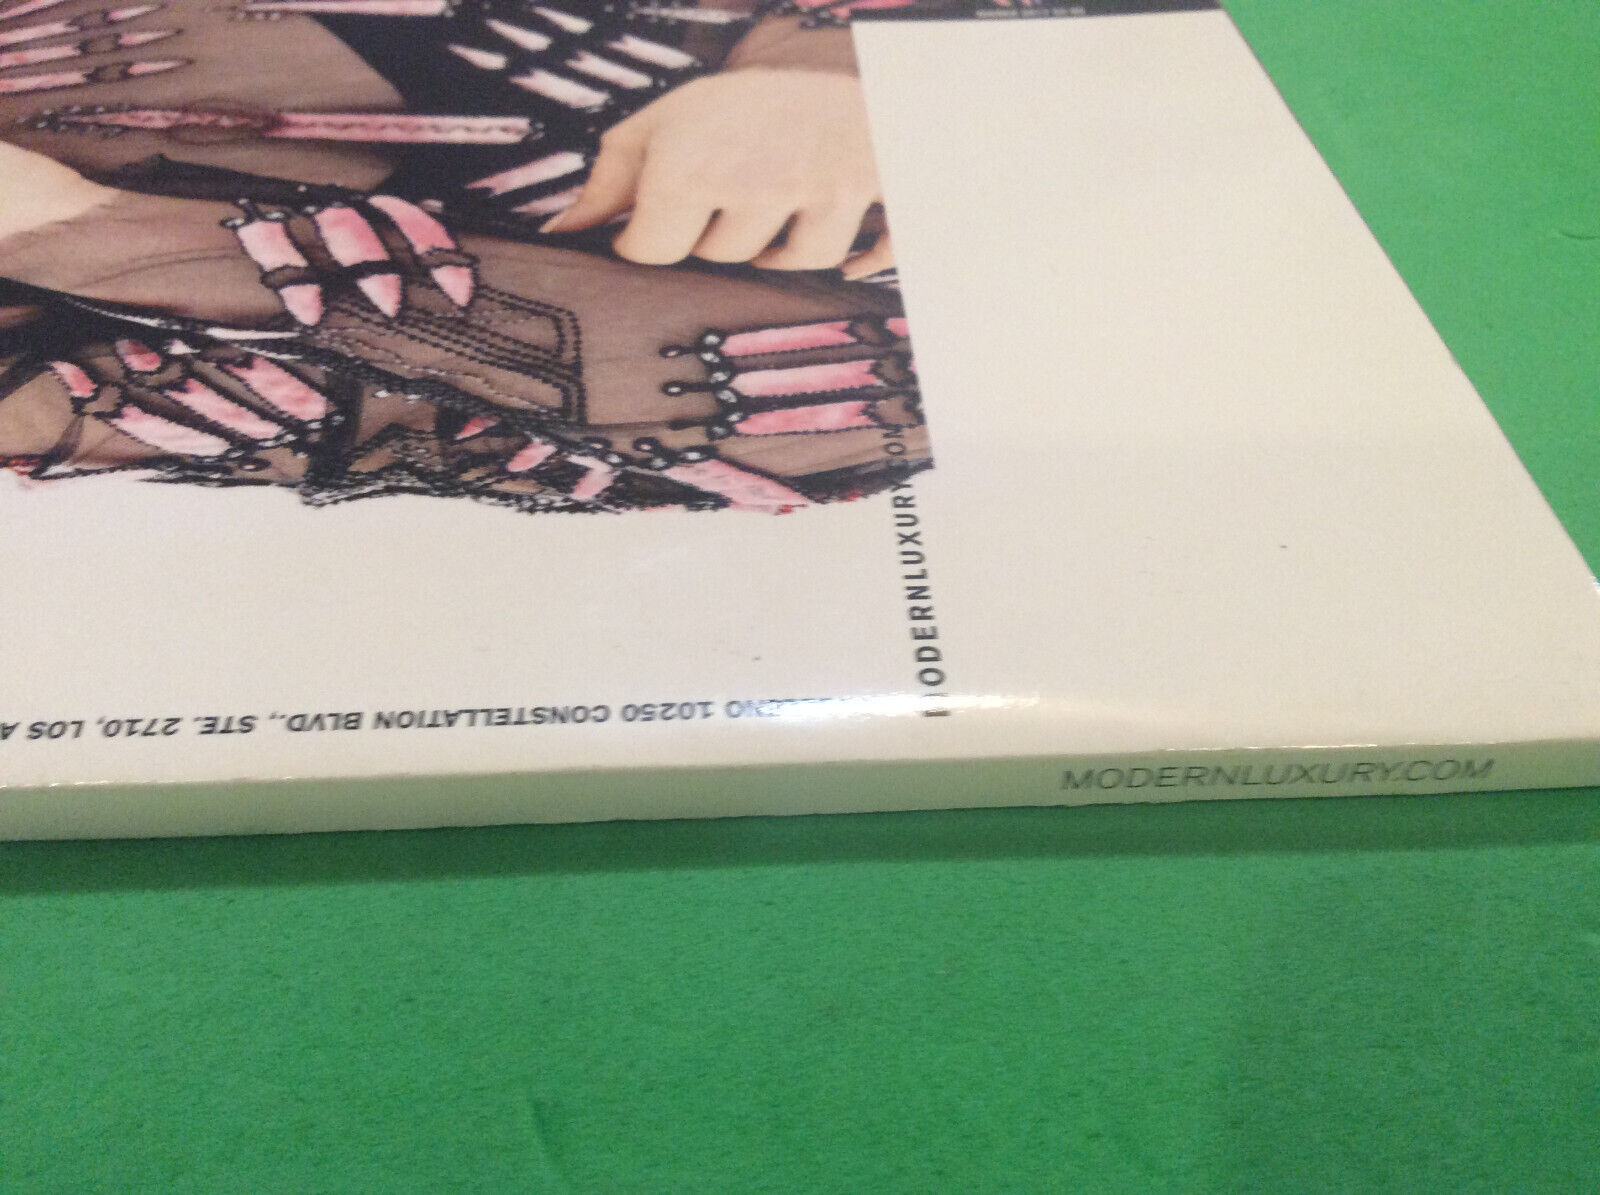 MODERNLUXURY.COM
10250 CONSTELLATION BLVD., STE. 2710, LOS A
MODERNLUXURY.COM